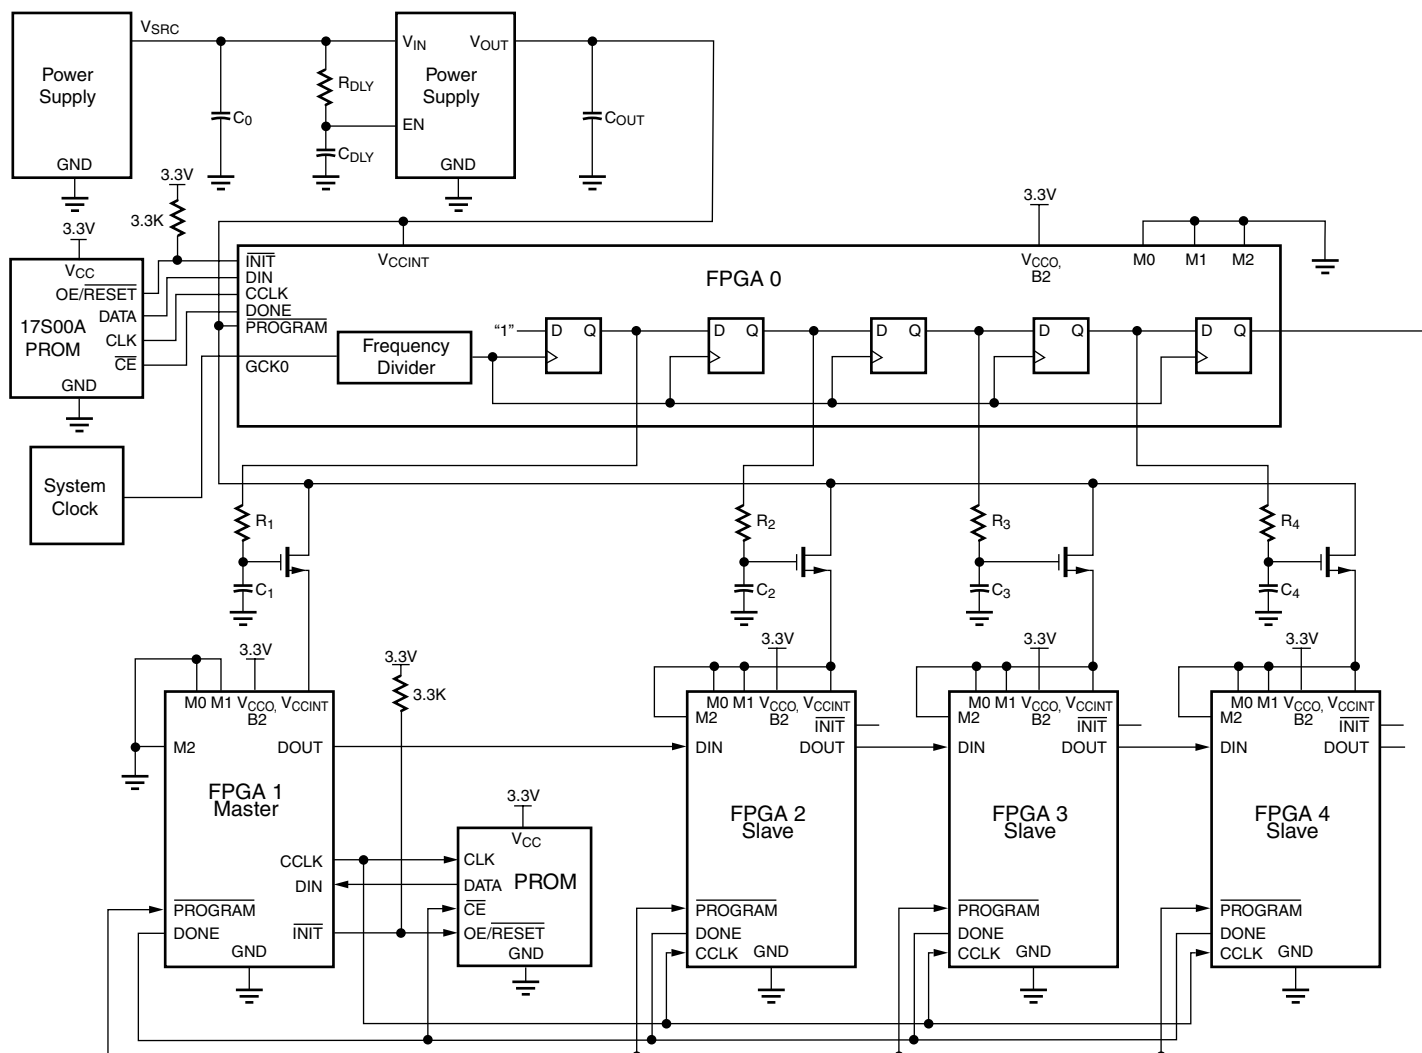 VSRC
Power
Supply
GND
C0
RDLY
CDLY
VIN
VOUT
Power
Supply
EN
GND
COUT
3.3V
3.3K
3.3V
VCC
OE/RESET
DATA
17S00A
PROM
CLK
CE
GND
INIT
DIN
CCLK
DONE
PROGRAM
GCK0
VCCINT
FPGA 0
3.3V
VCCO,
B2
M0
M1
M2
Frequency
Divider
"1"
D Q
D Q
D Q
D Q
D Q
System
Clock
R1
C1
R2
C2
R3
C3
R4
C4
3.3V
M0 M1 VCCO, VCCINT
B2
M2
DOUT
FPGA 1
Master
CCLK
DIN
PROGRAM
DONE
INIT
GND
3.3V
3.3K
3.3V
VCC
CLK
DATA
PROM
CE
OE/RESET
GND
3.3V
M0 M1 VCCO, VCCINT
M2
B2
INIT
DIN
DOUT
FPGA 2
Slave
PROGRAM
DONE
CCLK
GND
3.3V
M0 M1 VCCO, VCCINT
M2
B2
INIT
DIN
DOUT
FPGA 3
Slave
PROGRAM
DONE
CCLK
GND
3.3V
M0 M1 VCCO, VCCINT
M2
B2
INIT
DIN
DOUT
FPGA 4
Slave
PROGRAM
DONE
CCLK
GND